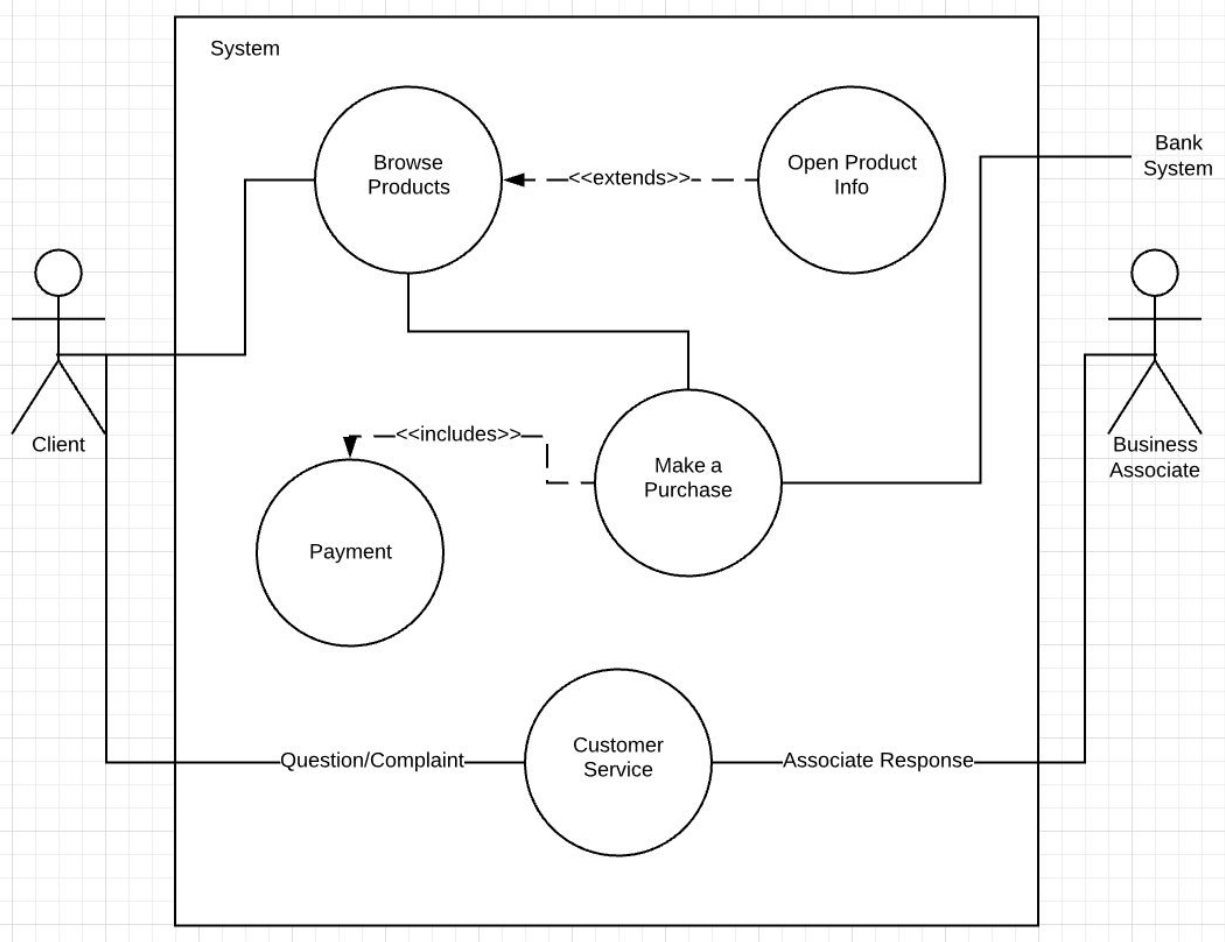 System
Browse
Products
<<extends>>
Open Product
Info
Bank
System
Client
<<includes>>
Make a
Purchase
Business
Associate
Payment
Question/Complaint
Customer
Service
Associate Response